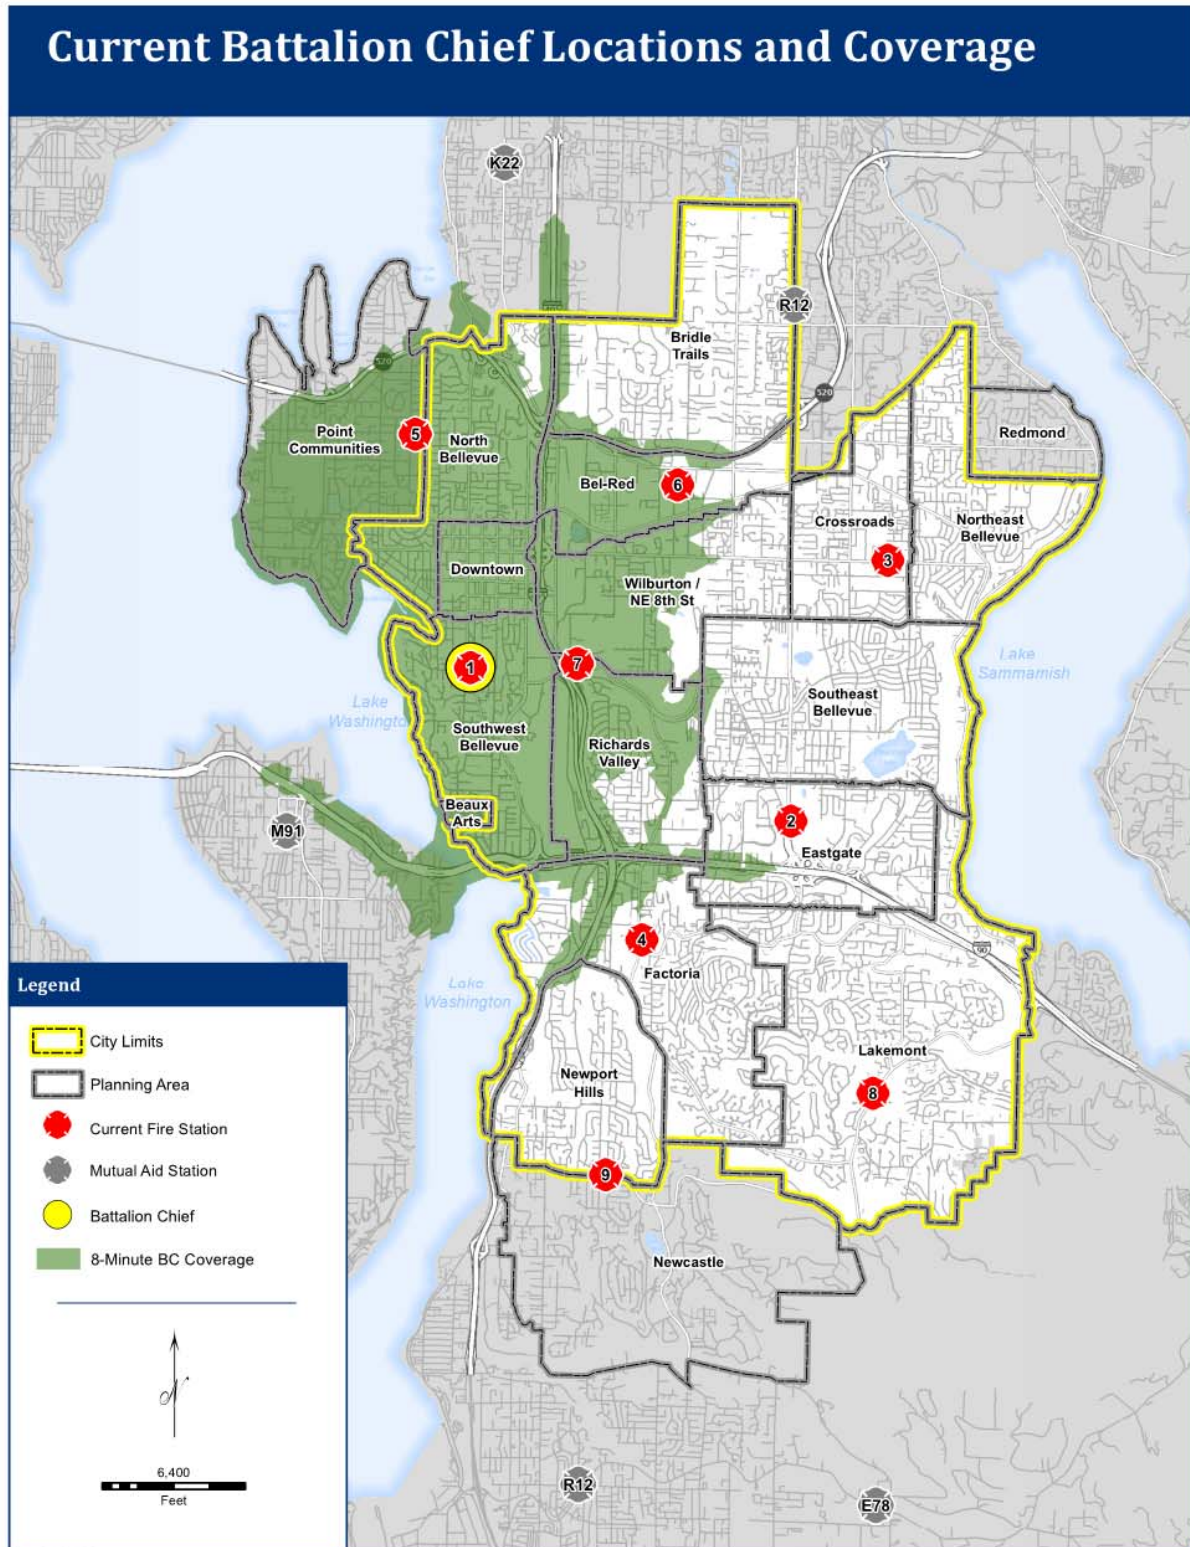 Current Battalion Chief Locations and Coverage
K22
R12
Bridle
Trails
520
520
Redmond
Point
Communities
5
North
Bellevue
Bel-Red
6
Crossroads
Northeast
Bellevue
3
Downtown
Wilburton /
NE 8th St
1
7
Lake
Sammamish
Lake
Washington
Southeast
Bellevue
Southwest
Bellevue
Richards
Valley
Beaux
Arts
M91
2
Eastgate
4
Factoria
90
Lake
Washington
Lakemont
8
Newport
Hills
9
Newcastle
R12
E78
Legend
City Limits
Planning Area
Current Fire Station
Mutual Aid Station
Battalion Chief
8-Minute BC Coverage
N
6,400
Feet